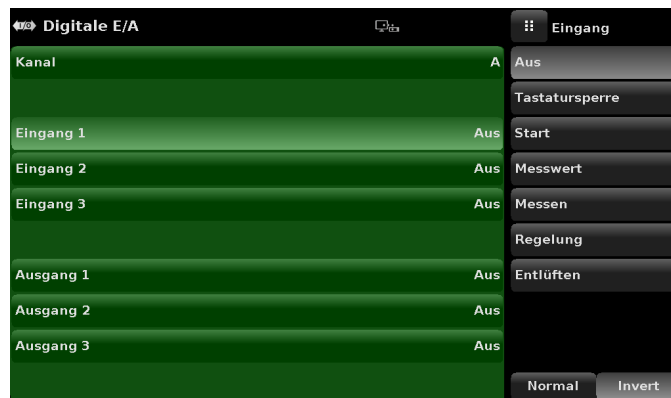 I/O Digitale E/A
Kanal A
Eingang 1 Aus
Eingang 2 Aus
Eingang 3 Aus
Ausgang 1 Aus
Ausgang 2 Aus
Ausgang 3 Aus
Eingang
Aus
Tastatursperre
Start
Messwert
Messen
Regelung
Entlüften
Normal Invert